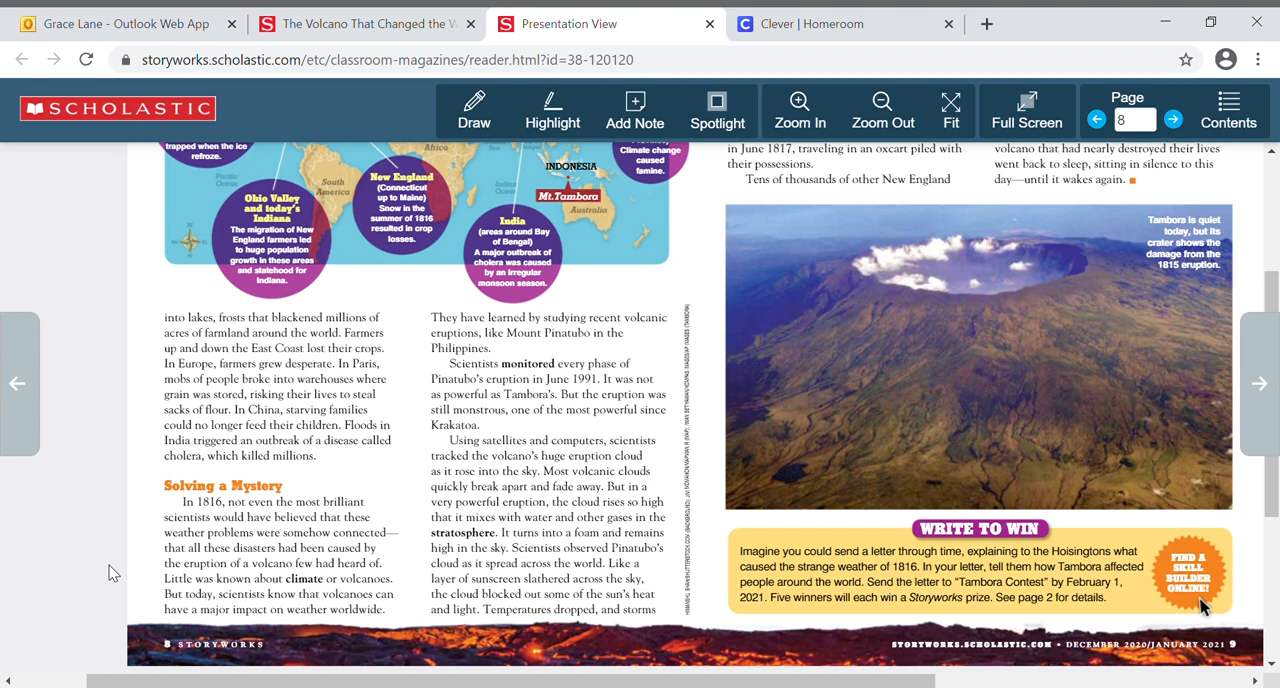 Grace Lane - Outlook Web App
The Volcano That Changed the W
Presentation View
Clever | Homeroom
storyworks.scholastic.com/etc/classroom-magazines/reader.html?id=38-120120
SCHOLASTIC
Draw
Highlight
Add Note
Spotlight
Zoom In
Zoom Out
Fit
Full Screen
Page
8
Contents
trapped when the ice
refroze.
Pacific
Ocean
South
America
Africa
Indian
Ocean
INDONESIA
Mt.Tambora
Australia
Climate change
caused
famine.
Ohio Valley
and today's
Indiana
The migration of New
England farmers led
to huge population
growth in these areas
and statehood for
Indiana.
New England
(Connecticut
up to Maine)
Snow in the
summer of 1816
resulted in crop
losses.
India
(areas around Bay
of Bengal)
A major outbreak of
cholera was caused
by an irregular
monsoon season.
into lakes, frosts that blackened millions of
acres of farmland around the world. Farmers
up and down the East Coast lost their crops.
In Europe, farmers grew desperate. In Paris,
mobs of people broke into warehouses where
grain was stored, risking their lives to steal
sacks of flour. In China, starving families
could no longer feed their children. Floods in
India triggered an outbreak of a disease called
cholera, which killed millions.
Solving a Mystery
In 1816, not even the most brilliant
scientists would have believed that these
weather problems were somehow connected—
that all these disasters had been caused by
the eruption of a volcano few had heard of.
Little was known about climate or volcanoes.
But today, scientists know that volcanoes can
have a major impact on weather worldwide.
They have learned by studying recent volcanic
eruptions, like Mount Pinatubo in the
Philippines.
Scientists monitored every phase of
Pinatubo's eruption in June 1991. It was not
as powerful as Tambora's. But the eruption was
still monstrous, one of the most powerful since
Krakatoa.
Using satellites and computers, scientists
tracked the volcano's huge eruption cloud
as it rose into the sky. Most volcanic clouds
quickly break apart and fade away. But in a
very powerful eruption, the cloud rises so high
that it mixes with water and other gases in the
stratosphere. It turns into a foam and remains
high in the sky. Scientists observed Pinatubo's
cloud as it spread across the world. Like a
layer of sunscreen slathered across the sky,
the cloud blocked out some of the sun's heat
and light. Temperatures dropped, and storms
in June 1817, traveling in an oxcart piled with
their possessions.
Tens of thousands of other New England
volcano that had nearly destroyed their lives
went back to sleep, sitting in silence to this
day—until it wakes again.
Tambora is quiet
today, but its
crater shows the
damage from the
1815 eruption.
WRITE TO WIN
Imagine you could send a letter through time, explaining to the Hoisingtons what
caused the strange weather of 1816. In your letter, tell them how Tambora affected
people around the world. Send the letter to “Tambora Contest” by February 1,
2021. Five winners will each win a Storyworks prize. See page 2 for details.
FIND A
SKILL
BUILDER
ONLINE!
8 STORYWORKS
STORYWORKS.SCHOLASTIC.COM • DECEMBER 2020/JANUARY 2021 9